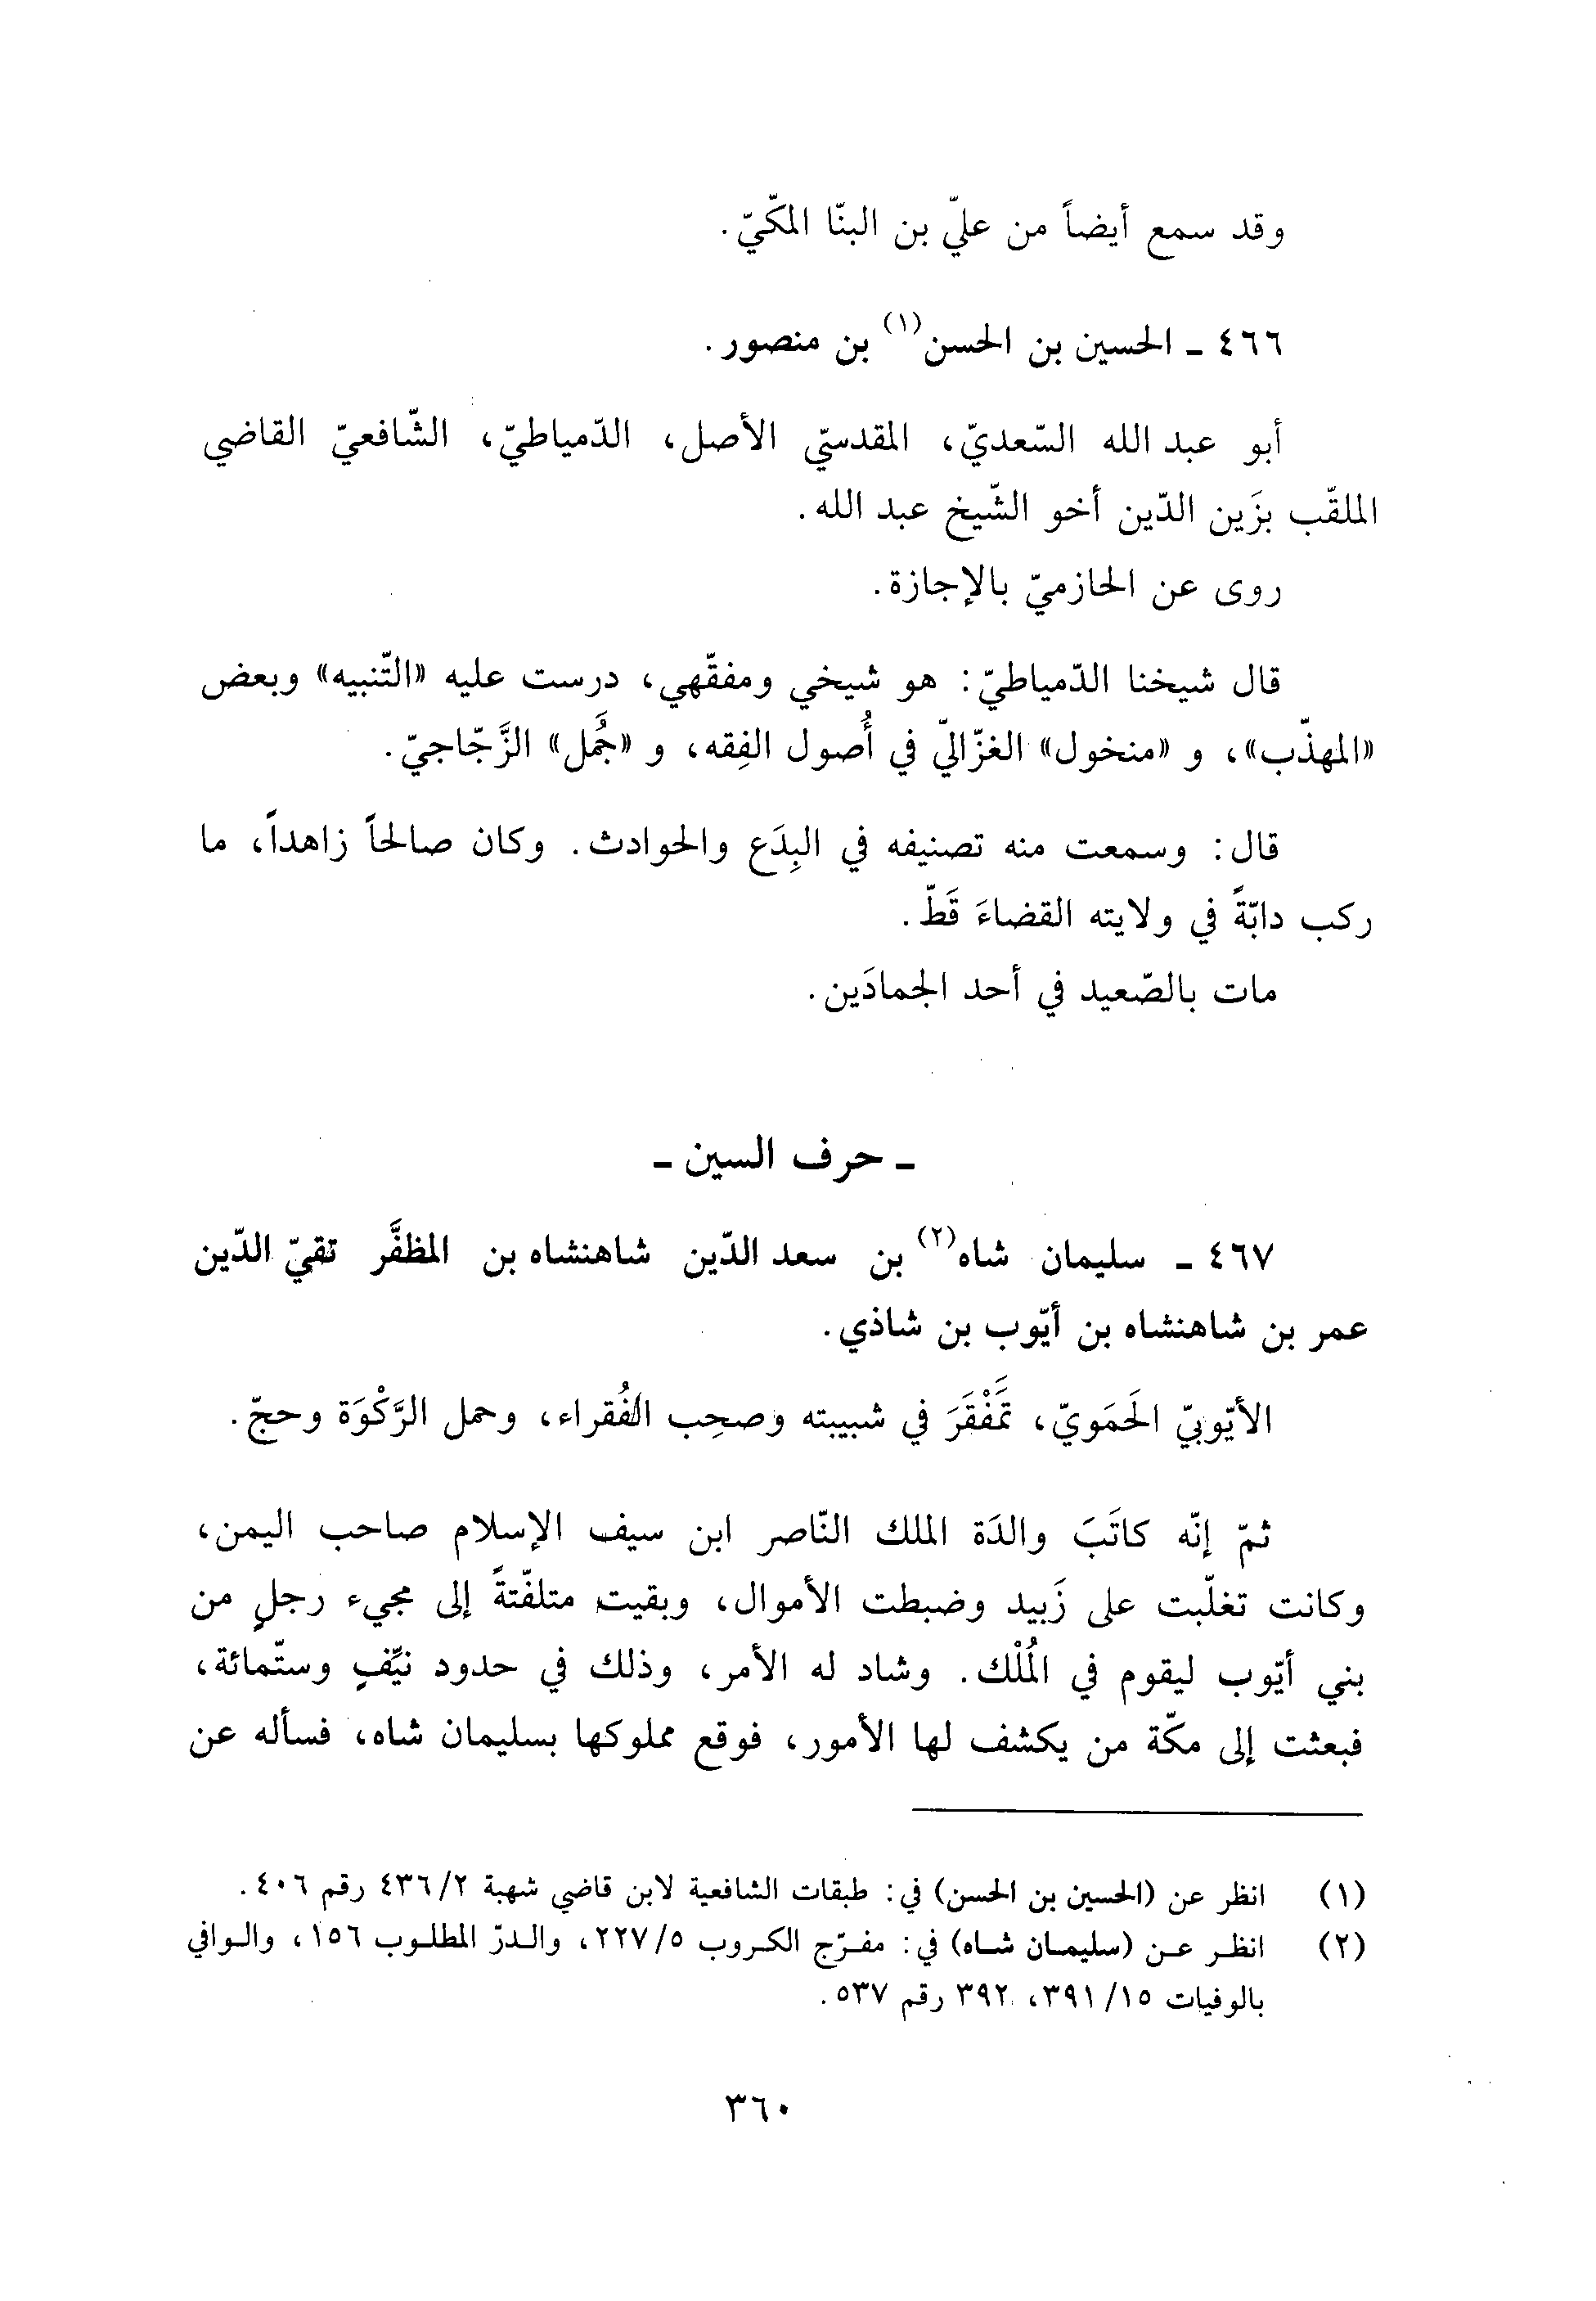 وقد سمع أيضاً من عليّ بن البنّا المكّيّ.
٤٦٦ ـ الحسين بن الحسن(١) بن منصور.
أبو عبد الله السّعديّ، المقدسيّ الأصل، الدّمياطيّ، الشّافعيّ القاضي
الملقّب بزَين الدّين أخو الشّيخ عبد الله.
روى عن الحازميّ بالإجازة.
قال شيخنا الدّمياطيّ: هو شيخي ومفقّهي، درست عليه «التّنبيه» وبعض
«المهذّب»، و «منخول» الغزّاليّ في أُصول الفِقه، و «جُمَل» الزَّجّاجيّ.
قال: وسمعت منه تصنيفه في البِدَع والحوادث. وكان صالحاً زاهداً، ما
ركب دابّةً في ولايته القضاءَ قَطّ.
مات بالصّعيد في أحد الجمادَين.
ـ حرف السين ـ
٤٦٧ ـ سليمان شاه(٢) بن سعد الدّين شاهنشاه بن المظفَّر تقيّ الدّين
عمر بن شاهنشاه بن أيّوب بن شاذي.
الأيّوبيّ الحَمَويّ، تَمَفْقَرَ في شبيبته وصحِب الفُقراء، وحمل الرَّكْوَة وحجّ.
ثمّ إنّه كاتَبَ والدَة الملك النّاصر ابن سيف الإسلام صاحب اليمن،
وكانت تغلّبت على زَبيد وضبطت الأموال، وبقيت متلفّتةً إلى مجيء رجلٍ من
بني أيّوب ليقوم في المُلْك. وشاد له الأمر، وذلك في حدود نيّفٍ وستّمائة،
فبعثت إلى مكّة من يكشف لها الأمور، فوقع مملوكها بسليمان شاه، فسأله عن
(١) انظر عن (الحسين بن الحسن) في: طبقات الشافعية لابن قاضي شهبة ٢/ ٤٣٦ رقم ٤٠٦.
(٢) انظر عن (سليمان شاه) في: مفرّج الكروب ٥/ ٢٢٧، والدرّ المطلوب ١٥٦، والوافي
بالوفيات ١٥/ ٣٩١، ٣٩٢ رقم ٥٣٧.
٣٦٠